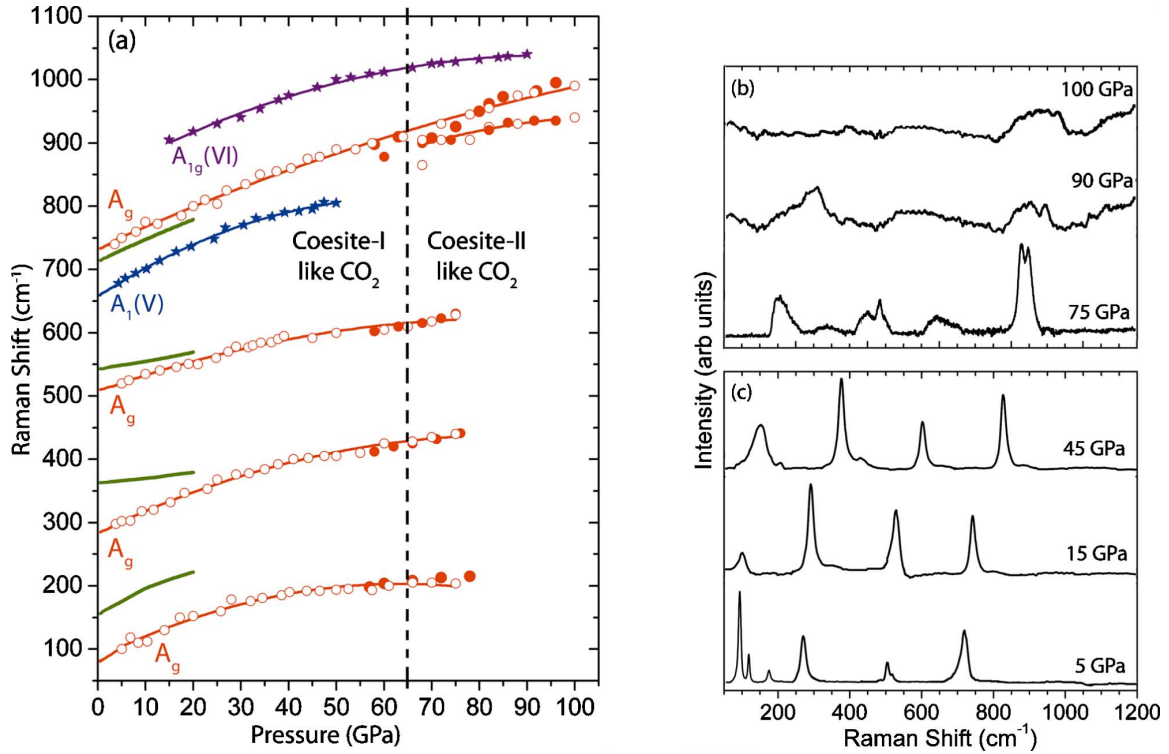 (a)
1100
1000
900
800
700
600
500
400
300
200
100
Raman Shift (cm⁻¹)
A₁g(VI)
Ag
A₁(V)
Coesite-I
like CO₂
Coesite-II
like CO₂
Ag
Ag
Ag
0 10 20 30 40 50 60 70 80 90 100
Pressure (GPa)
(b)
100 GPa
90 GPa
75 GPa
Intensity (arb units)
(c)
45 GPa
15 GPa
5 GPa
200 400 600 800 1000 1200
Raman Shift (cm⁻¹)